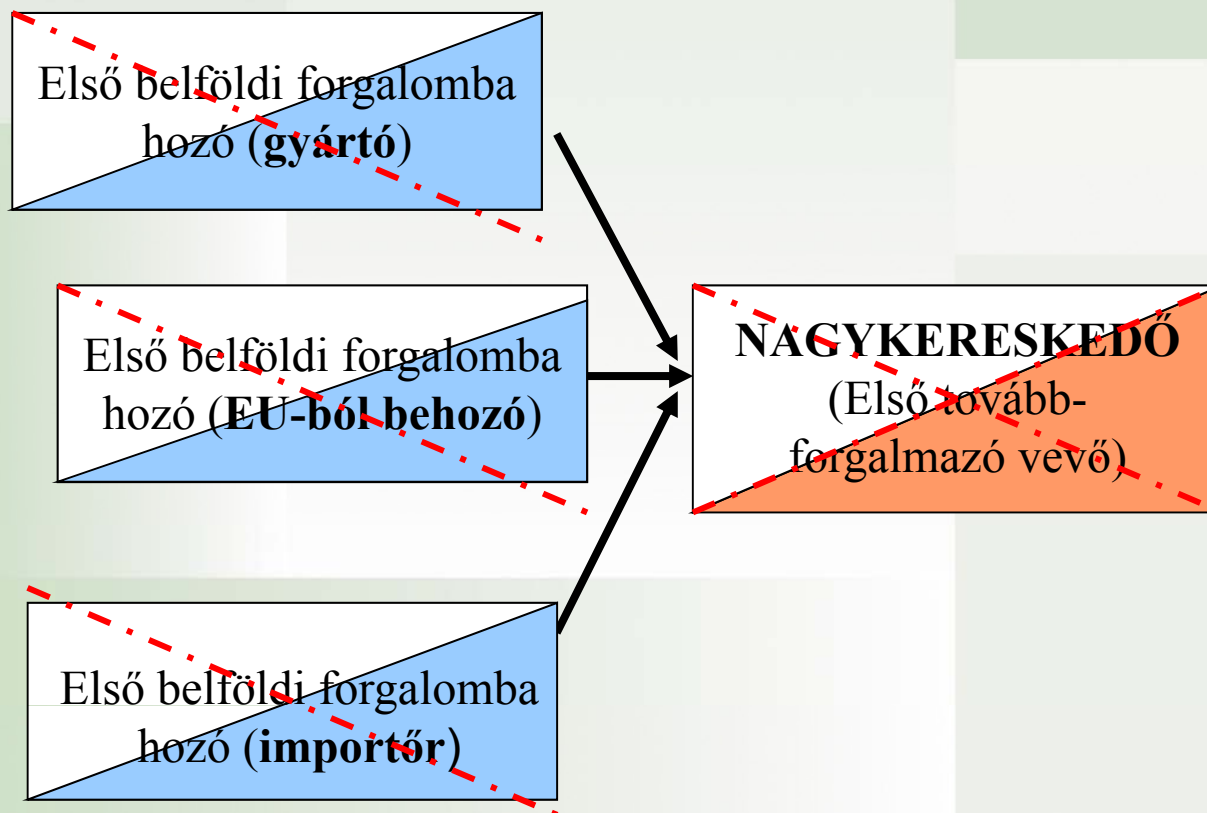 Első belföldi forgalomba
hozó (gyártó)
Első belföldi forgalomba
hozó (EU-ból behozó)
NAGYKERESKEDŐ
(Első tovább-
forgalmazó vevő)
Első belföldi forgalomba
hozó (importőr)